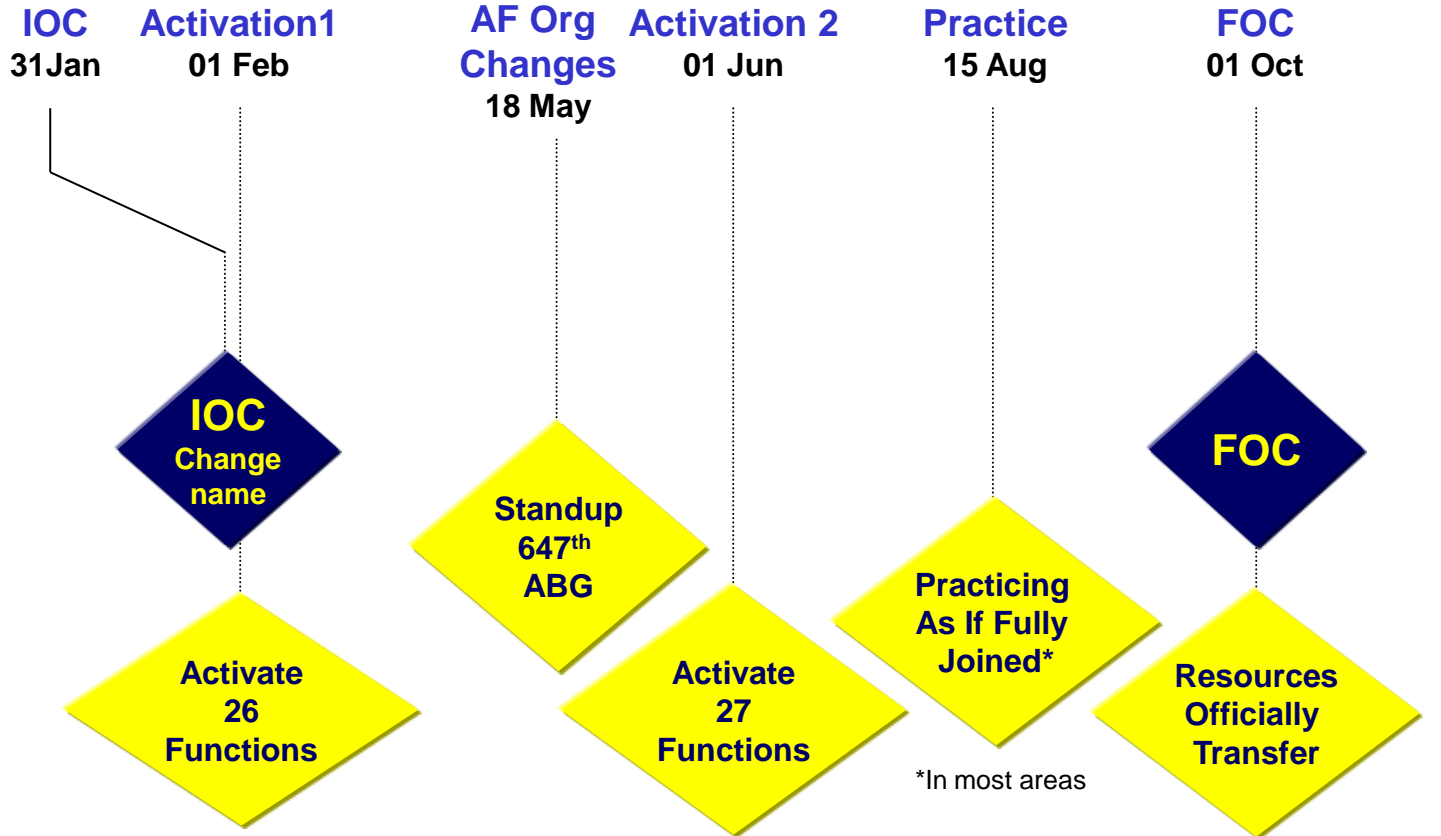 IOC
31Jan
Activation1
01 Feb
AF Org
Changes
18 May
Activation 2
01 Jun
Practice
15 Aug
FOC
01 Oct
IOC
Change
name
Activate
26
Functions
Standup
647th
ABG
Activate
27
Functions
Practicing
As If Fully
Joined*
*In most areas
FOC
Resources
Officially
Transfer